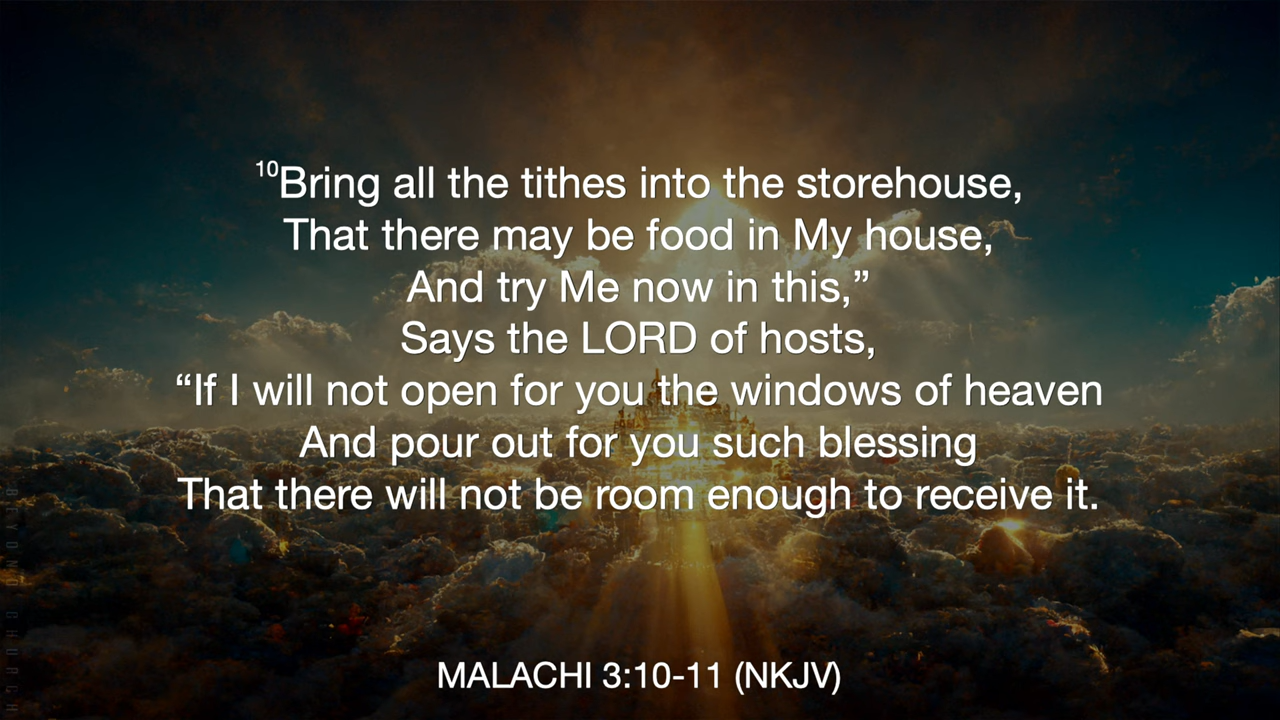 10Bring all the tithes into the storehouse,
That there may be food in My house,
And try Me now in this,”
Says the LORD of hosts,
“If I will not open for you the windows of heaven
And pour out for you such blessing
That there will not be room enough to receive it.
MALACHI 3:10-11 (NKJV)
CHURCH